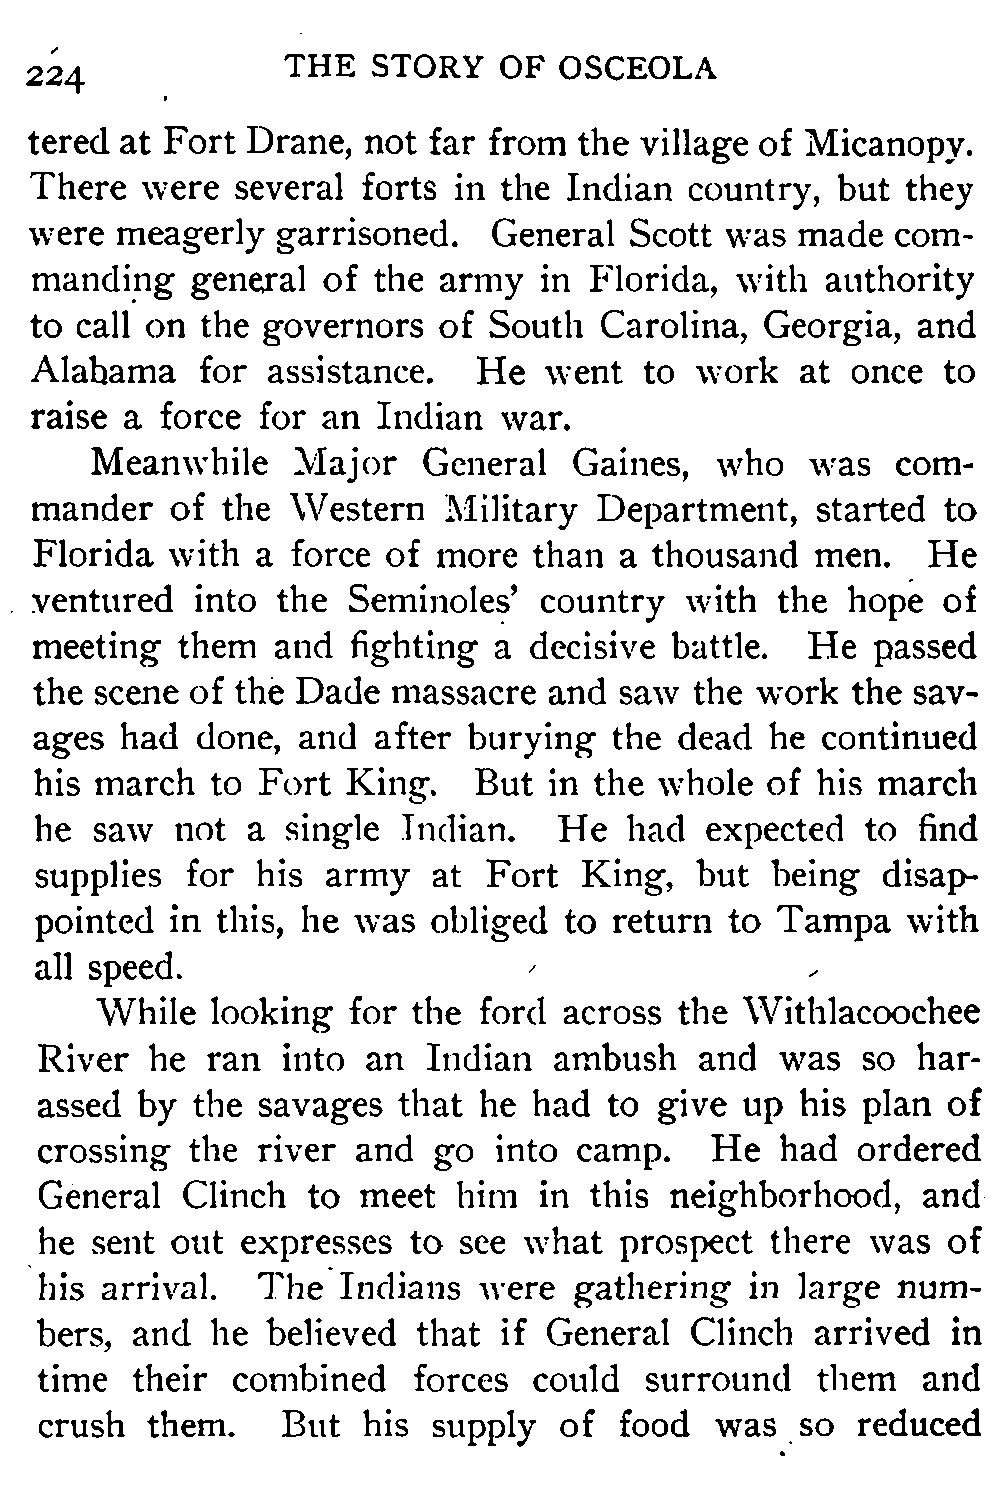 224 THE STORY OF OSCEOLA
tered at Fort Drane, not far from the village of Micanopy.
There were several forts in the Indian country, but they
were meagerly garrisoned. General Scott was made com-
manding general of the army in Florida, with authority
to call on the governors of South Carolina, Georgia, and
Alabama for assistance. He went to work at once to
raise a force for an Indian war.
Meanwhile Major General Gaines, who was com-
mander of the Western Military Department, started to
Florida with a force of more than a thousand men. He
ventured into the Seminoles' country with the hope of
meeting them and fighting a decisive battle. He passed
the scene of the Dade massacre and saw the work the sav-
ages had done, and after burying the dead he continued
his march to Fort King. But in the whole of his march
he saw not a single Indian. He had expected to find
supplies for his army at Fort King, but being disap-
pointed in this, he was obliged to return to Tampa with
all speed.
While looking for the ford across the Withlacoochee
River he ran into an Indian ambush and was so har-
assed by the savages that he had to give up his plan of
crossing the river and go into camp. He had ordered
General Clinch to meet him in this neighborhood, and
he sent out expresses to see what prospect there was of
his arrival. The Indians were gathering in large num-
bers, and he believed that if General Clinch arrived in
time their combined forces could surround them and
crush them. But his supply of food was so reduced